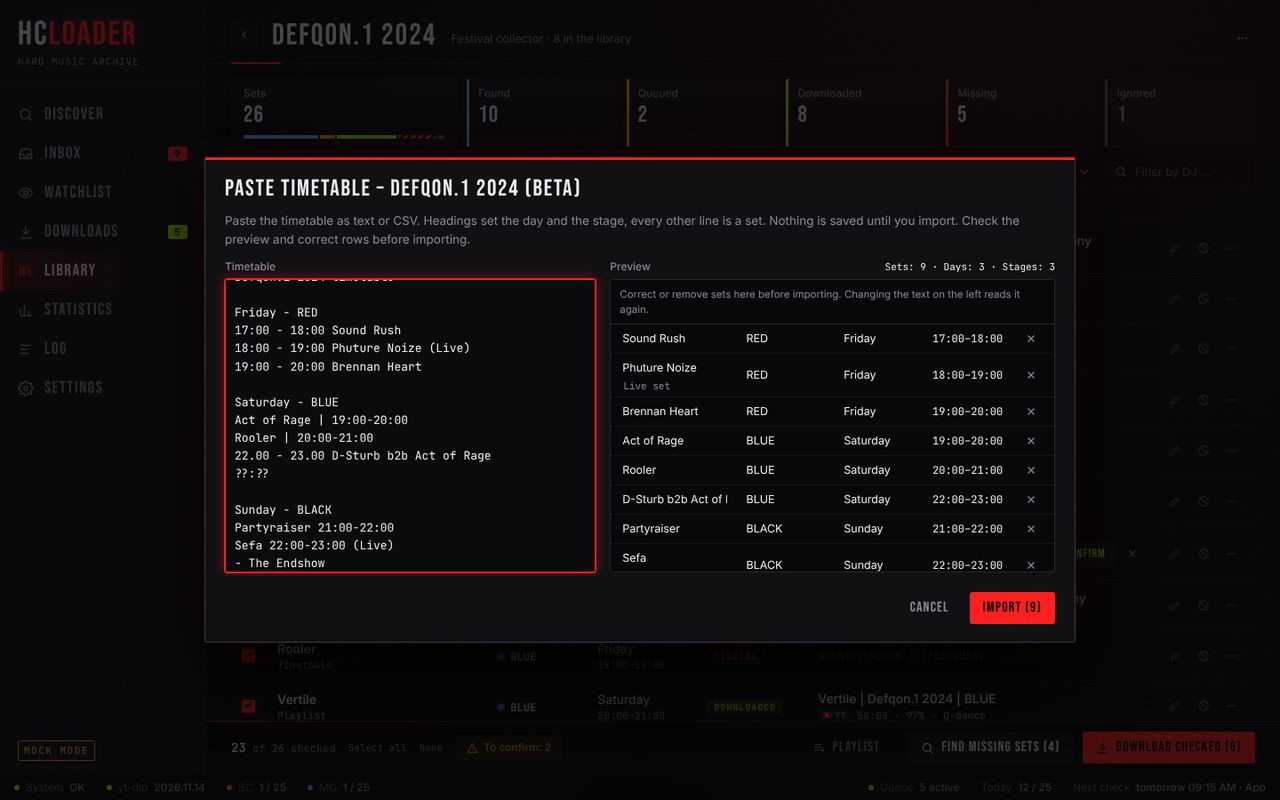 HCLOADER
HARD MUSIC ARCHIVE
DISCOVER
INBOX 9
WATCHLIST
DOWNLOADS 5
LIBRARY
STATISTICS
LOG
SETTINGS
MOCK MODE
DEFQON.1 2024 Festival collector · 8 in the library
Sets
26
Found
10
Queued
2
Downloaded
8
Missing
5
Ignored
1
Filter by DJ ...
PASTE TIMETABLE – DEFQON.1 2024 (BETA)
Paste the timetable as text or CSV. Headings set the day and the stage, every other line is a set. Nothing is saved until you import. Check the
preview and correct rows before importing.
Timetable
Friday - RED
17:00 - 18:00 Sound Rush
18:00 - 19:00 Phuture Noize (Live)
19:00 - 20:00 Brennan Heart
Saturday - BLUE
Act of Rage | 19:00-20:00
Rooler | 20:00-21:00
22.00 - 23.00 D-Sturb b2b Act of Rage
??:??
Sunday - BLACK
Partyraiser 21:00-22:00
Sefa 22:00-23:00 (Live)
- The Endshow
Preview Sets: 9 · Days: 3 · Stages: 3
Correct or remove sets here before importing. Changing the text on the left reads it
again.
Sound Rush RED Friday 17:00–18:00
Phuture Noize RED Friday 18:00–19:00
Live set
Brennan Heart RED Friday 19:00–20:00
Act of Rage BLUE Saturday 19:00–20:00
Rooler BLUE Saturday 20:00–21:00
D-Sturb b2b Act of BLUE Saturday 22:00–23:00
Partyraiser BLACK Sunday 21:00–22:00
Sefa BLACK Sunday 22:00–23:00
CANCEL IMPORT (9)
Rooler BLUE Friday MISSING Nothing found (11/15/2026)
Timetable 18:00–19:00
Vertile BLUE Saturday DOWNLOADED Vertile | Defqon.1 2024 | BLUE
Playlist 20:00–21:00 YT 58:08 · 97% · Q-dance
23 of 26 checked Select all None To confirm: 2 PLAYLIST FIND MISSING SETS (4) DOWNLOAD CHECKED (6)
System OK yt-dlp 2026.11.14 SC 1 / 25 MC 1 / 25 Queue 5 active Today 12 / 25 Next check tomorrow 09:15 AM · App